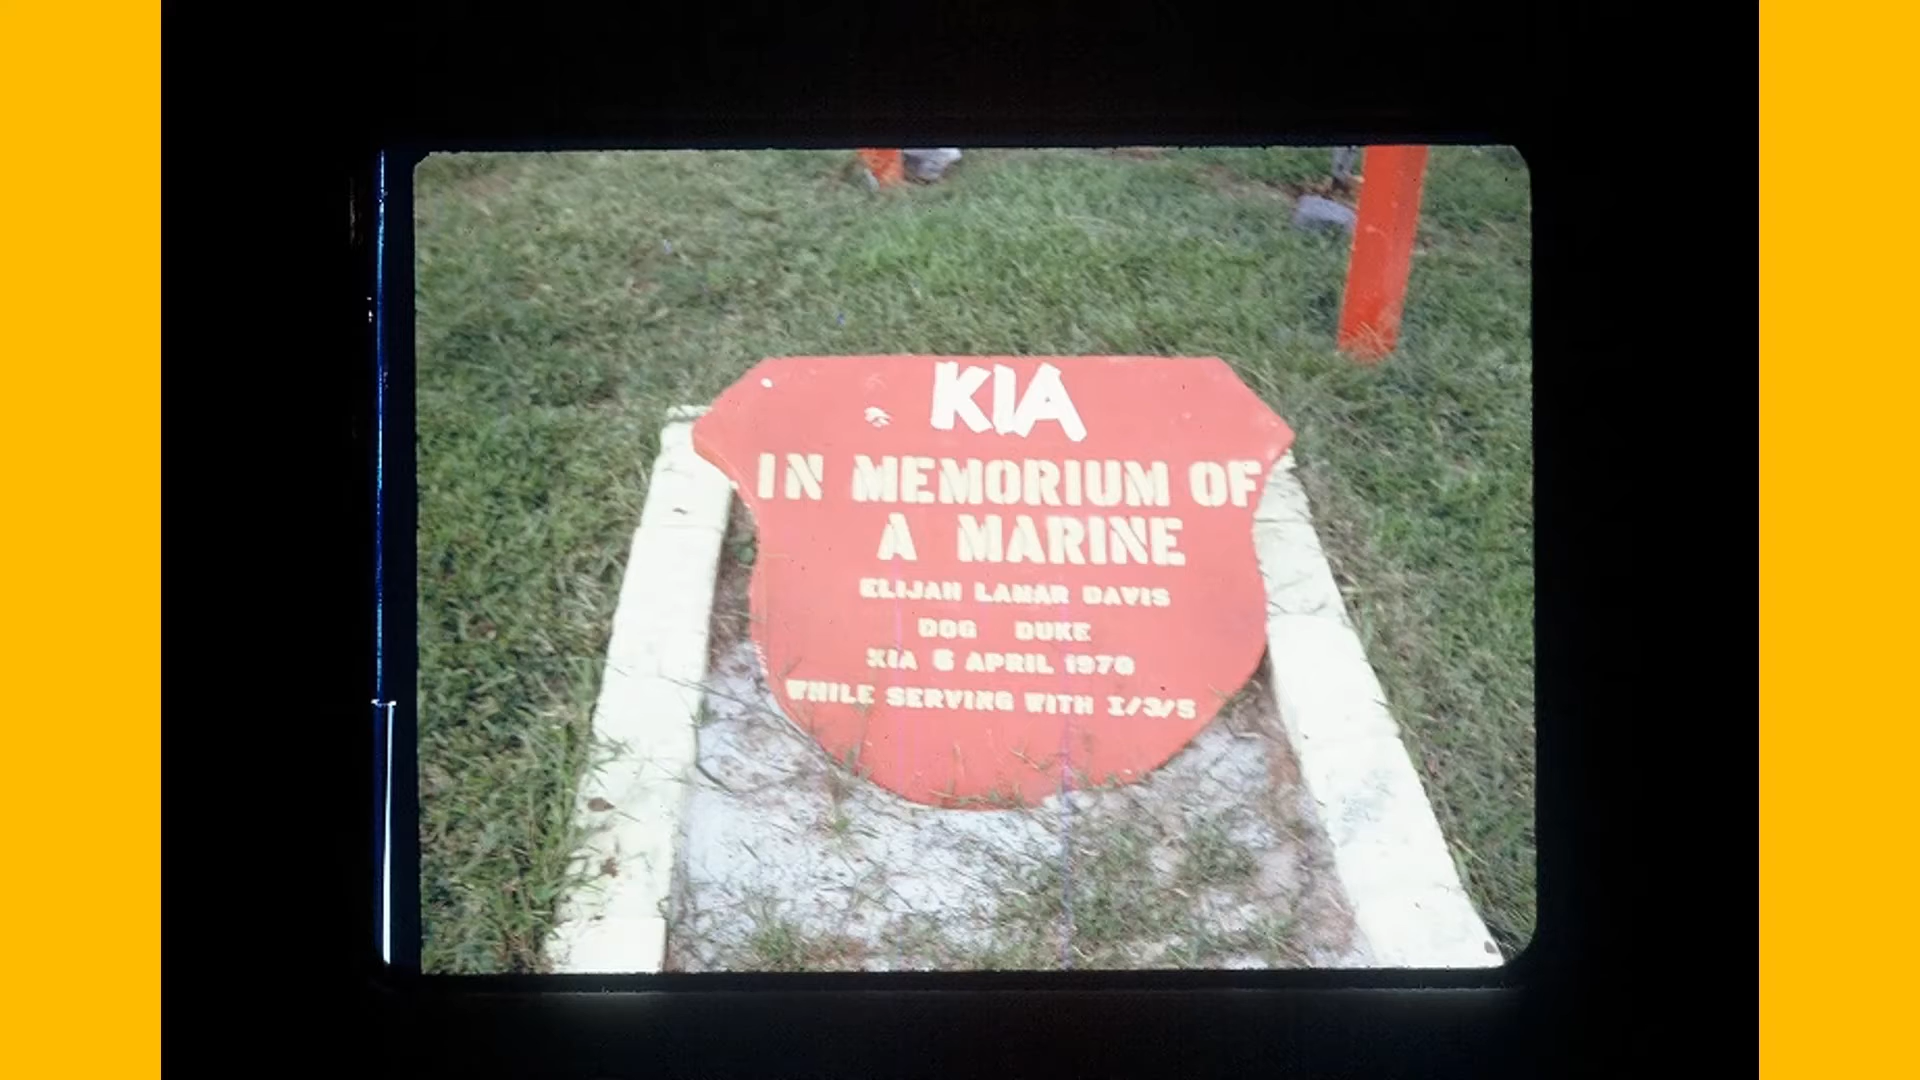 KIA
IN MEMORIUM OF
A MARINE
ELIJAH LAMAR DAVIS
DOG DUKE
KIA 6 APRIL 1970
WHILE SERVING WITH I/3/5